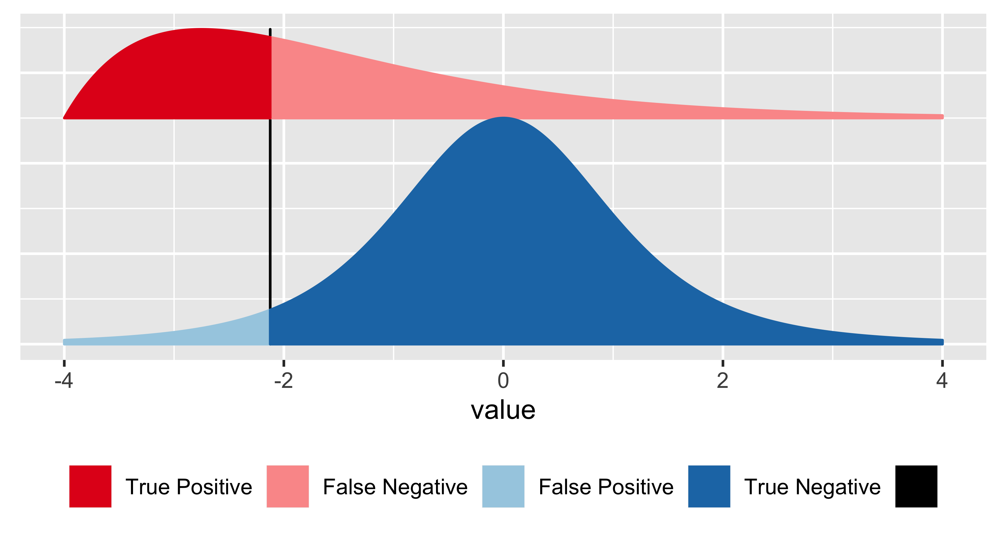 -4 -2 0 2 4
value
True Positive False Negative False Positive True Negative